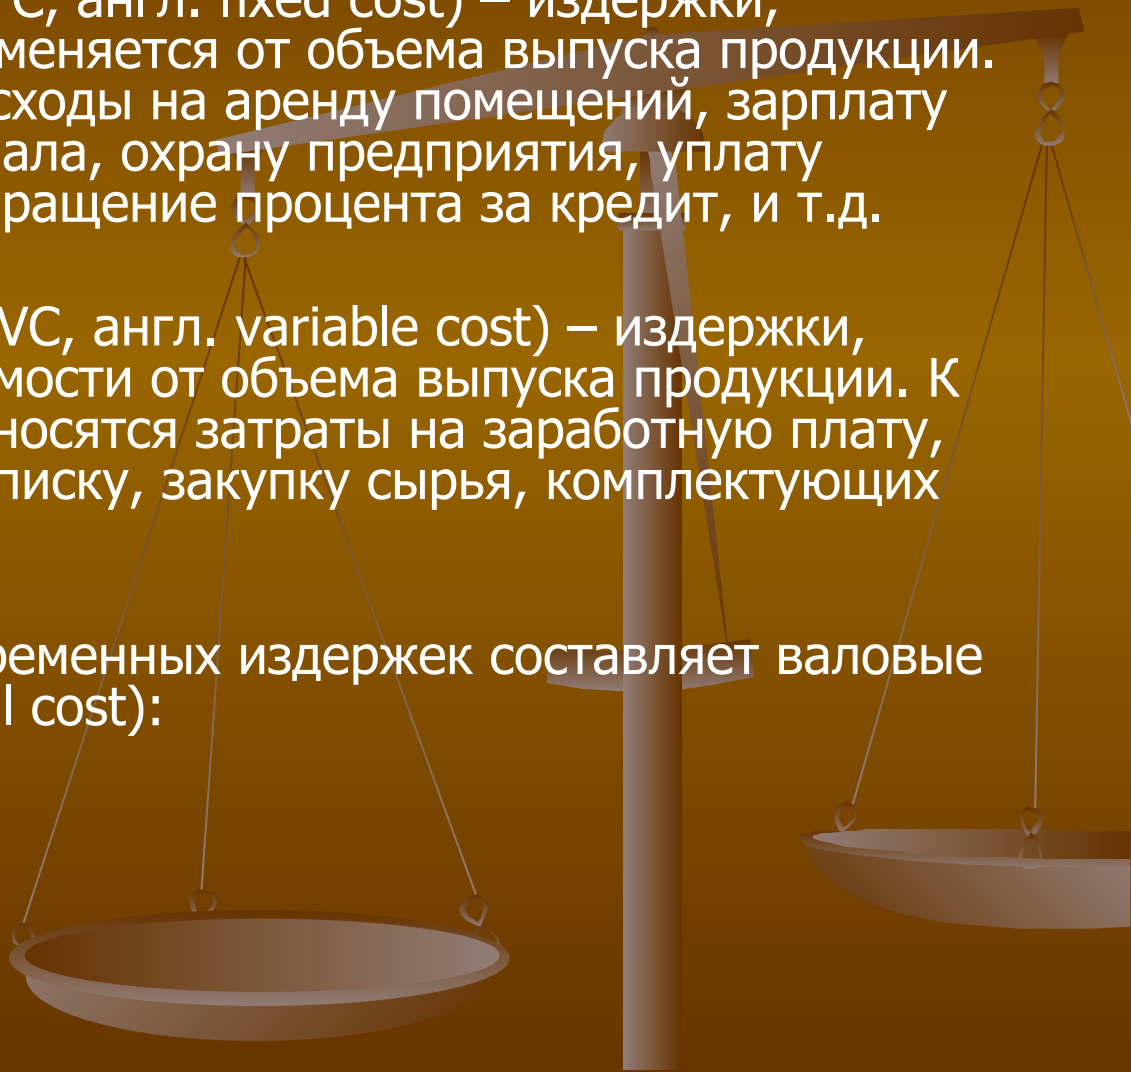 С, англ. fixed cost) – издержки,
меняется от объема выпуска продукции.
сходы на аренду помещений, зарплату
ала, охрану предприятия, уплату
ращение процента за кредит, и т.д.
VC, англ. variable cost) – издержки,
мости от объема выпуска продукции. К
носятся затраты на заработную плату,
писку, закупку сырья, комплектующих
ременных издержек составляет валовые
l cost):